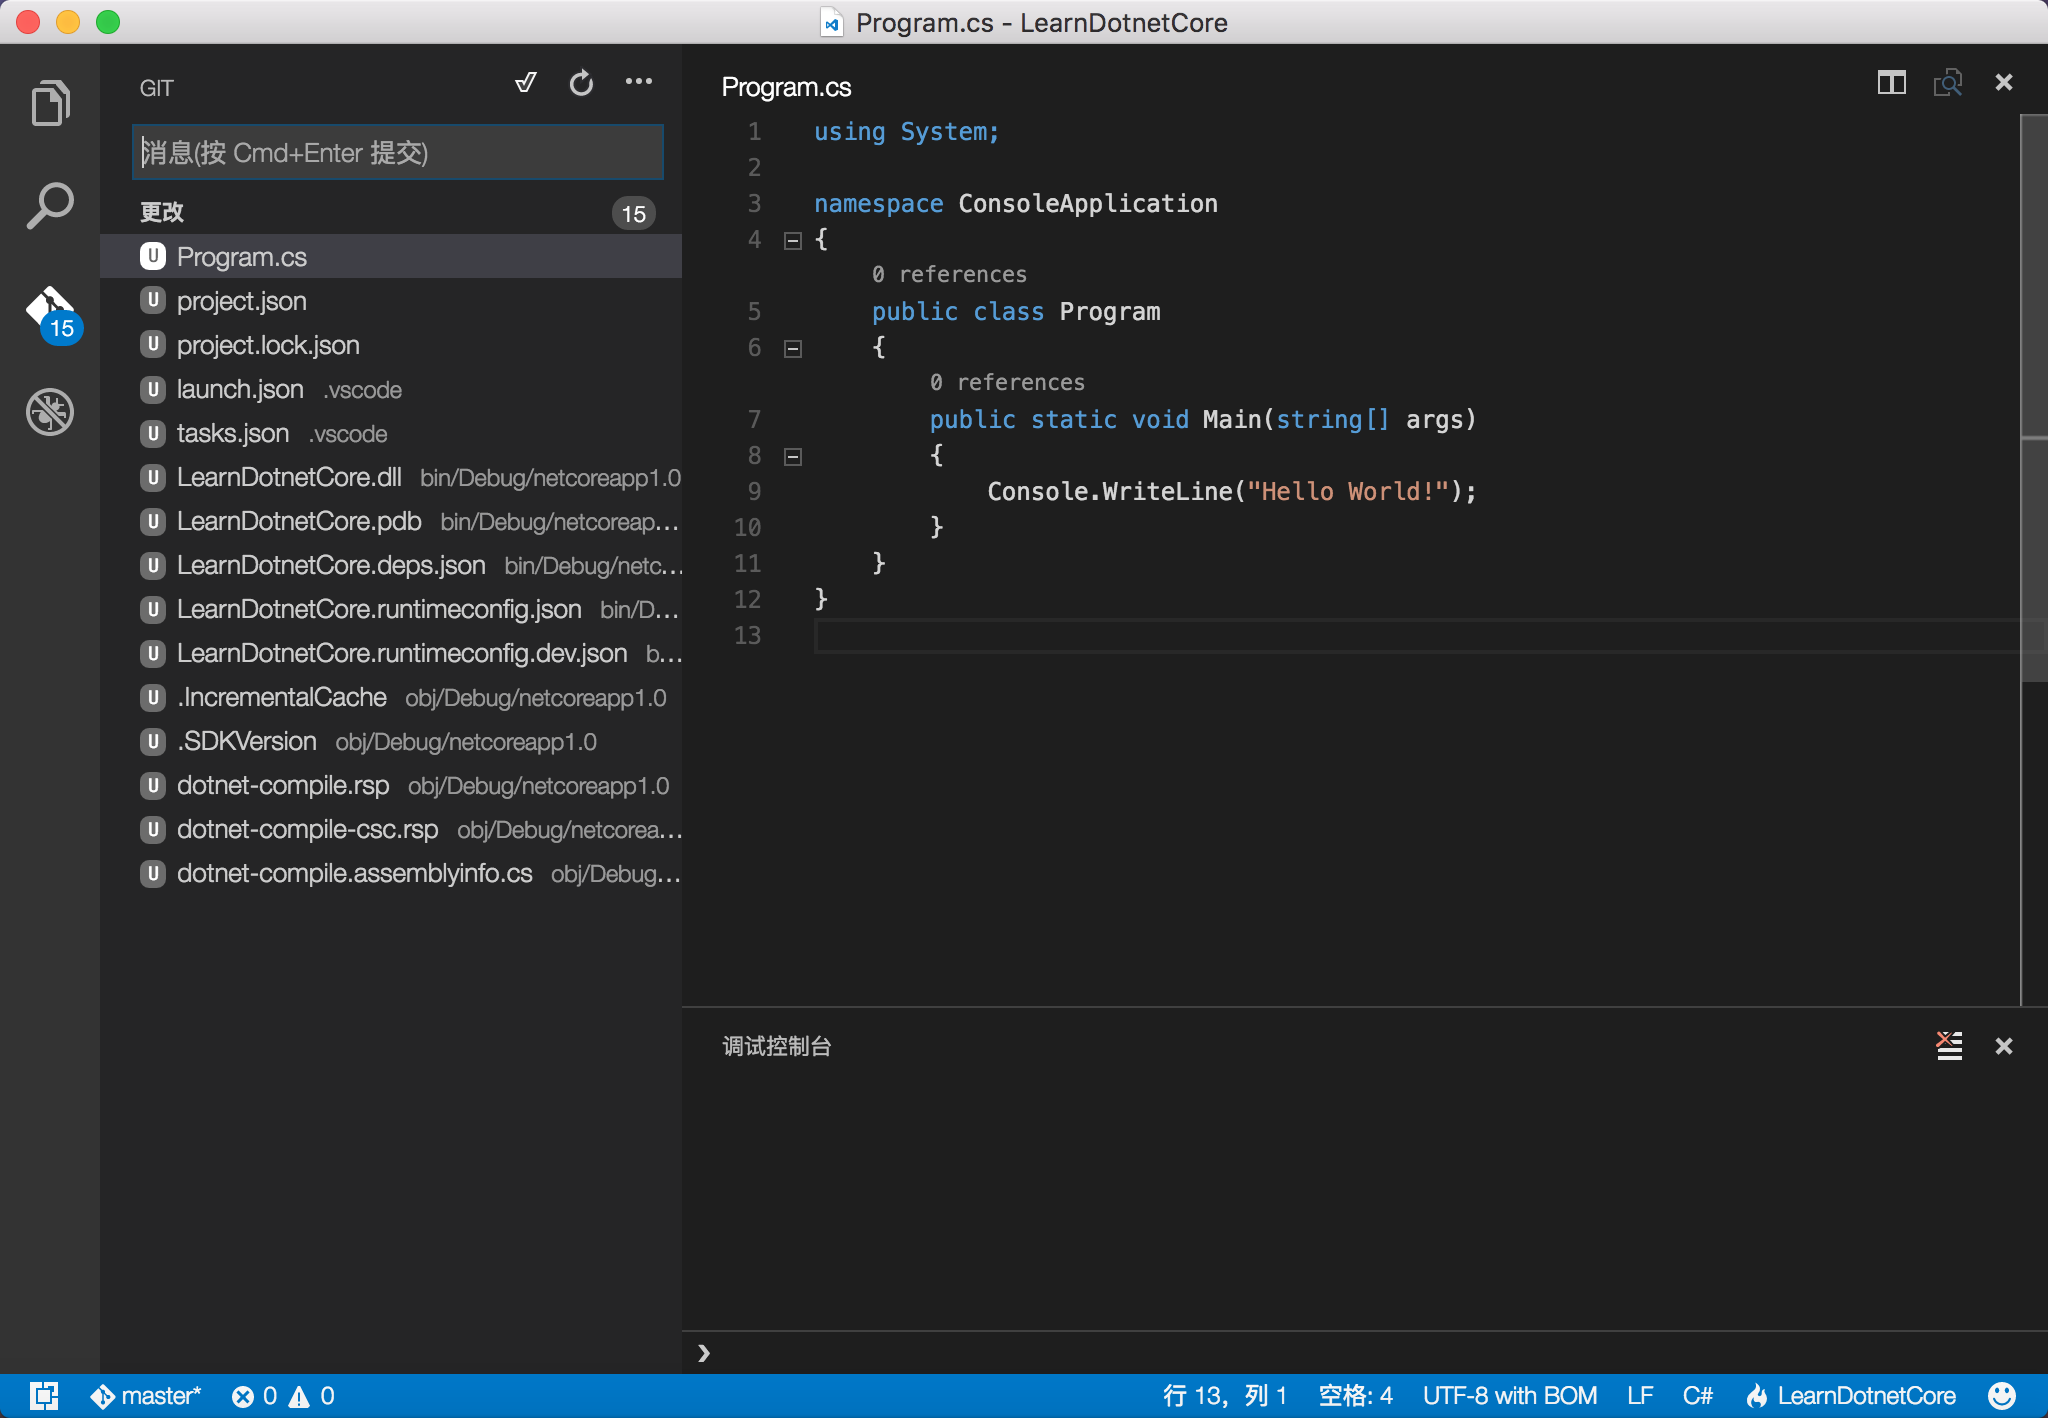 Program.cs - LearnDotnetCore
GIT
消息(按 Cmd+Enter 提交)
更改 15
U Program.cs
U project.json
U project.lock.json
U launch.json .vscode
U tasks.json .vscode
U LearnDotnetCore.dll bin/Debug/netcoreapp1.0
U LearnDotnetCore.pdb bin/Debug/netcoreap...
U LearnDotnetCore.deps.json bin/Debug/netc...
U LearnDotnetCore.runtimeconfig.json bin/D...
U LearnDotnetCore.runtimeconfig.dev.json b...
U .IncrementalCache obj/Debug/netcoreapp1.0
U .SDKVersion obj/Debug/netcoreapp1.0
U dotnet-compile.rsp obj/Debug/netcoreapp1.0
U dotnet-compile-csc.rsp obj/Debug/netcorea...
U dotnet-compile.assemblyinfo.cs obj/Debug...
15
Program.cs
1 using System;
2
3 namespace ConsoleApplication
4 {
0 references
5 public class Program
6 {
0 references
7 public static void Main(string[] args)
8 {
9 Console.WriteLine("Hello World!");
10 }
11 }
12 }
13
调试控制台
master* 0 0 行 13，列 1 空格: 4 UTF-8 with BOM LF C# LearnDotnetCore